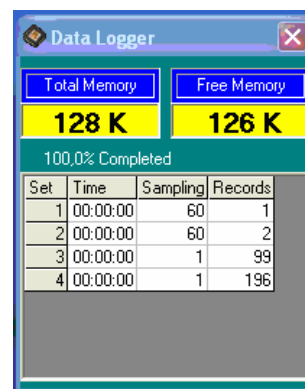 Data Logger
Total Memory Free Memory
128 K 126 K
100,0% Completed
Set Time Sampling Records
1 00:00:00 60 1
2 00:00:00 60 2
3 00:00:00 1 99
4 00:00:00 1 196